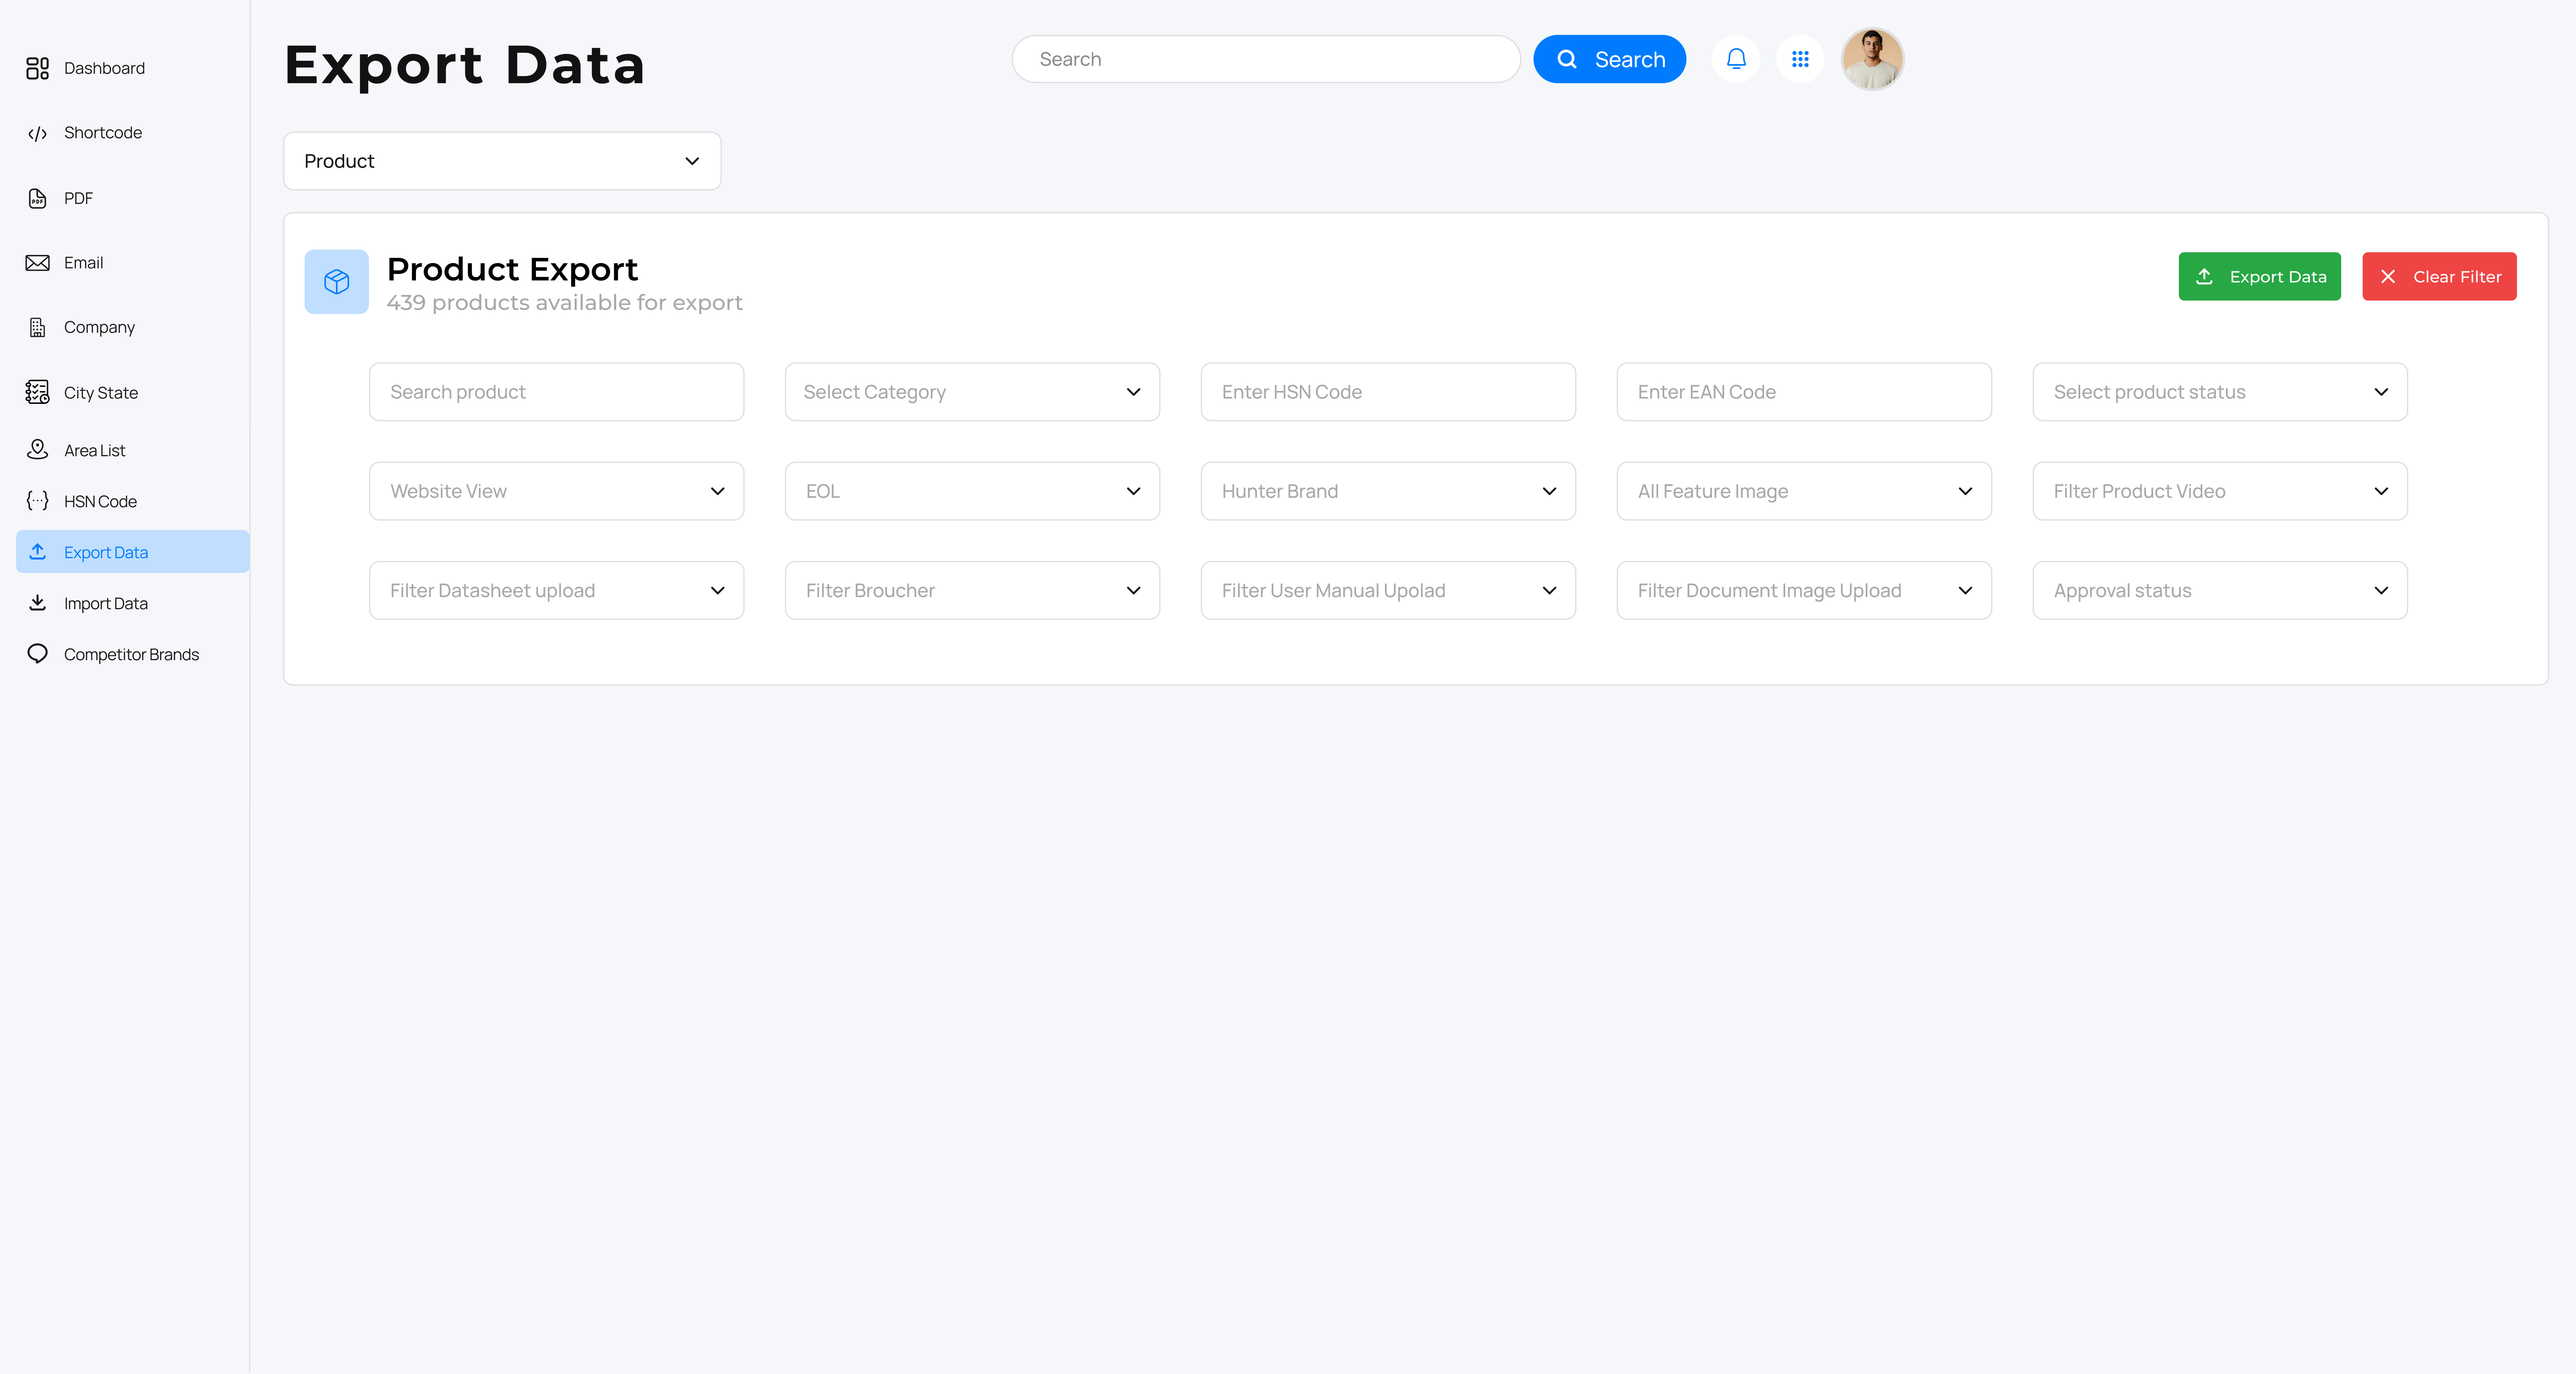 Dashboard
Shortcode
PDF
Email
Company
City State
Area List
HSN Code
Export Data
Import Data
Competitor Brands
Export Data
Search
Search
Product
Product Export
439 products available for export
Export Data
Clear Filter
Search product
Select Category
Enter HSN Code
Enter EAN Code
Select product status
Website View
EOL
Hunter Brand
All Feature Image
Filter Product Video
Filter Datasheet upload
Filter Broucher
Filter User Manual Upolad
Filter Document Image Upload
Approval status